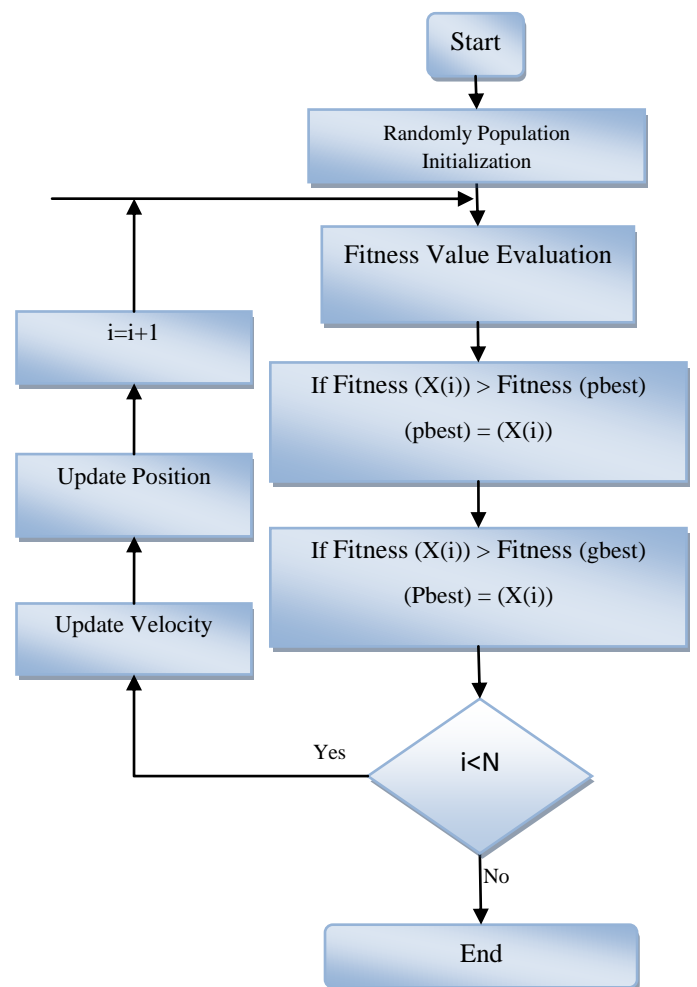 Start
Randomly Population
Initialization
Fitness Value Evaluation
If Fitness (X(i)) > Fitness (pbest)
(pbest) = (X(i))
If Fitness (X(i)) > Fitness (gbest)
(Pbest) = (X(i))
i<N
Yes
Update Velocity
Update Position
i=i+1
No
End